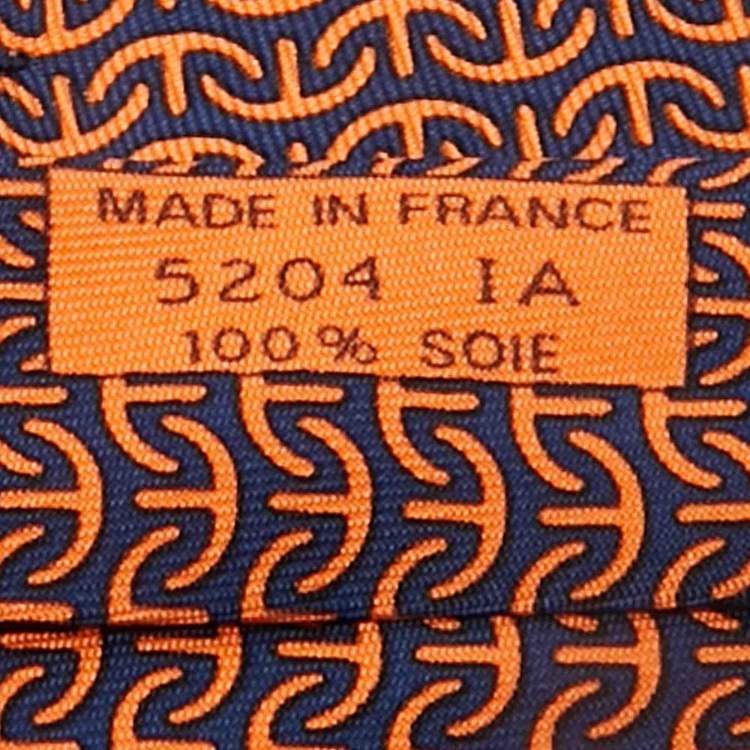 MADE IN FRANCE
5204 IA
100% SOIE